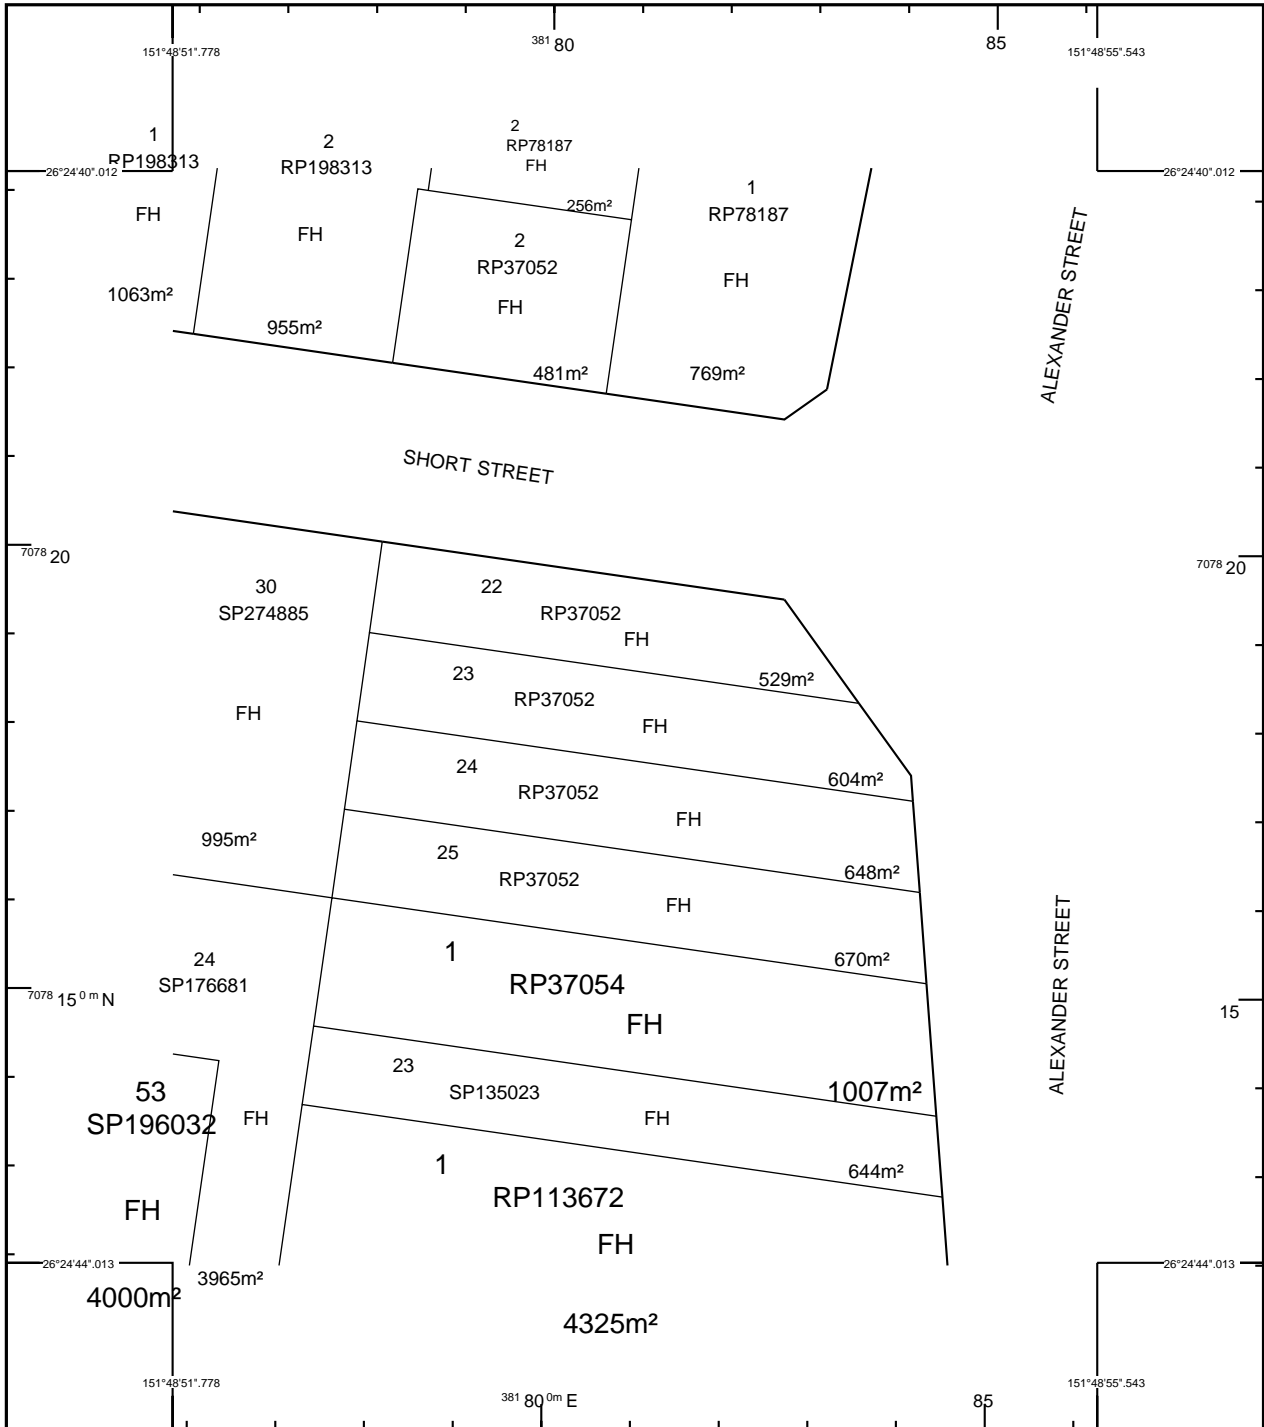 ³⁸¹ 80
85
151°48'51".778
151°48'55".543
1
RP198313
FH
1063m²
2
RP198313
FH
955m²
2
RP78187
FH
256m²
2
RP37052
FH
481m²
1
RP78187
FH
769m²
26°24'40".012
26°24'40".012
ALEXANDER STREET
SHORT STREET
⁷⁰⁷⁸ 20
⁷⁰⁷⁸ 20
30
SP274885
FH
995m²
22
RP37052
FH
529m²
23
RP37052
FH
604m²
24
RP37052
FH
648m²
25
RP37052
FH
670m²
1
RP37054
FH
1007m²
ALEXANDER STREET
24
SP176681
FH
3965m²
⁷⁰⁷⁸ 15 ⁰ ᵐ N
15
23
SP135023
FH
644m²
53
SP196032
FH
4000m²
1
RP113672
FH
4325m²
26°24'44".013
26°24'44".013
151°48'51".778
151°48'55".543
³⁸¹ 80 ⁰ᵐ E
85